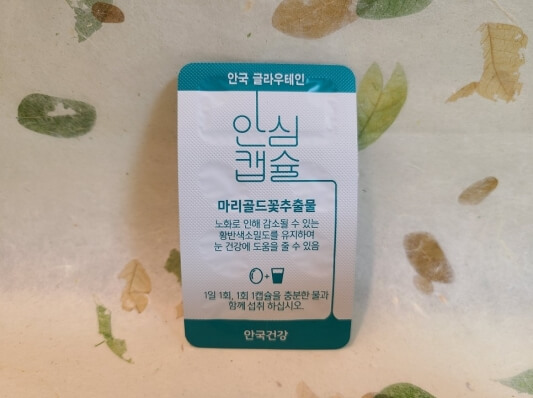 안국 글라우테인
안심
캡슐
마리골드꽃추출물
노화로 인해 감소될 수 있는
황반색소밀도를 유지하여
눈 건강에 도움을 줄 수 있음
+
1일 1회, 1회 1캡슐을 충분한 물과
함께 섭취 하십시오.
안국건강